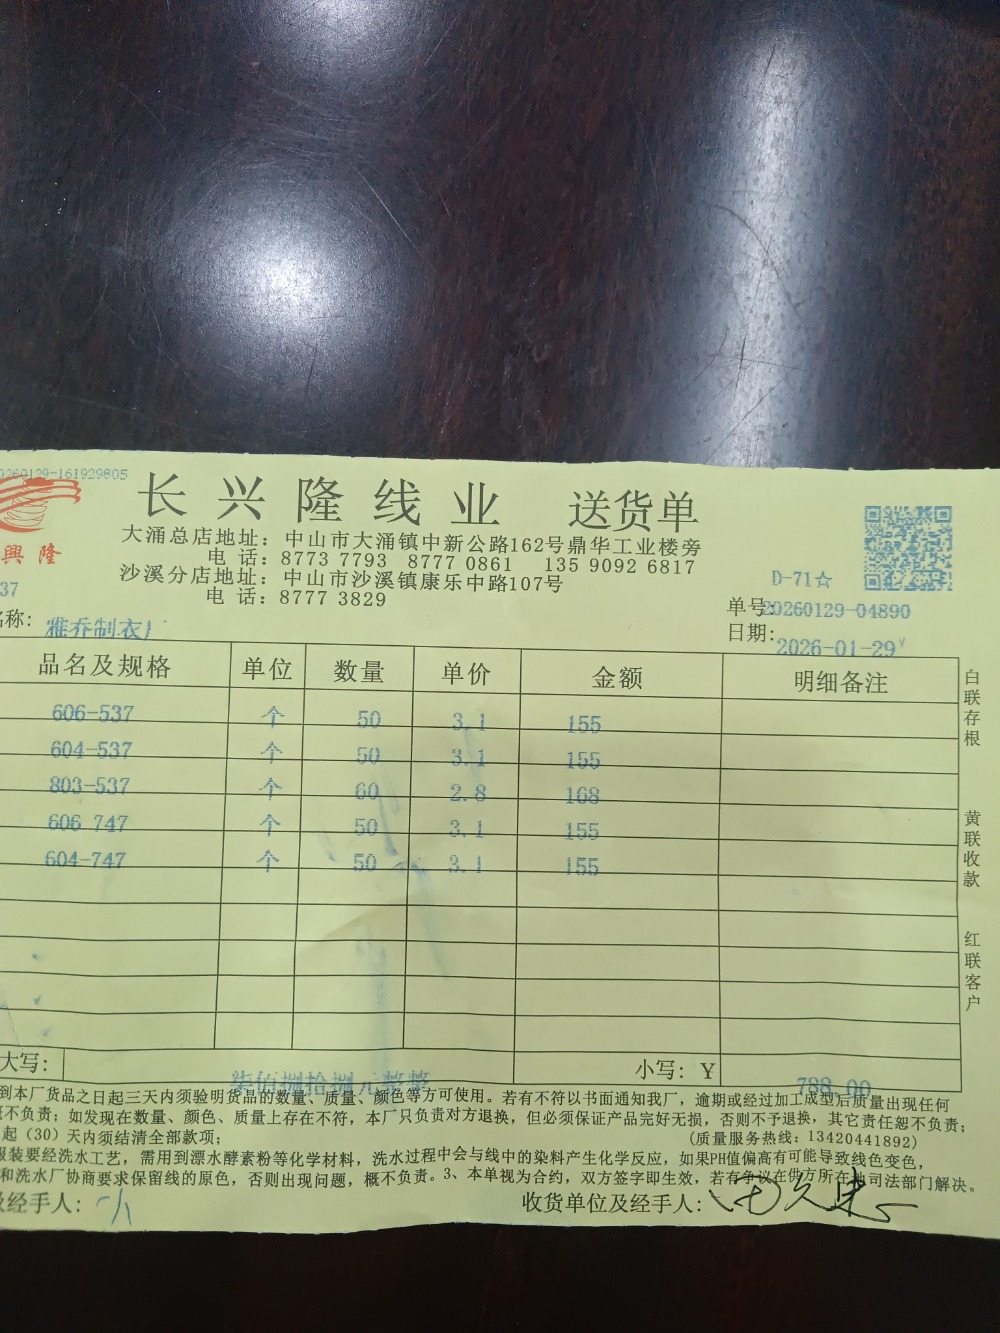 0260129-161929805
長 兴 隆 线 业 送货单
興 隆
大涌总店地址：中山市大涌镇中新公路162号鼎华工业楼旁
电 话：8773 7793 8777 0861 135 9092 6817
沙溪分店地址：中山市沙溪镇康乐中路107号
电 话：8777 3829
D-71☆
37
单号:20260129-04890
名称: 雅乔制衣厂
日期: 2026-01-29
品名及规格 单位 数量 单价 金额 明细备注
606-537 个 50 3.1 155
604-537 个 50 3.1 155
803-537 个 60 2.8 168
606 747 个 50 3.1 155
604-747 个 50 3.1 155
白联存根
黄联收款
红联客户
大写: 柒佰捌拾捌元整整 小写: Y 788.00
到本厂货品之日起三天内须验明货品的数量、质量、颜色等方可使用。若有不符以书面通知我厂，逾期或经过加工成型后质量出现任何
概不负责；如发现在数量、颜色、质量上存在不符，本厂只负责对方退换，但必须保证产品完好无损，否则不予退换，其它责任恕不负责；
起（30）天内须结清全部款项； (质量服务热线：13420441892)
服装要经洗水工艺，需用到漂水酵素粉等化学材料，洗水过程中会与线中的染料产生化学反应，如果PH值偏高有可能导致线色变色，
和洗水厂协商要求保留线的原色，否则出现问题，概不负责。3、本单视为合约，双方签字即生效，若有争议在供方所在地司法部门解决。
及经手人: 收货单位及经手人: